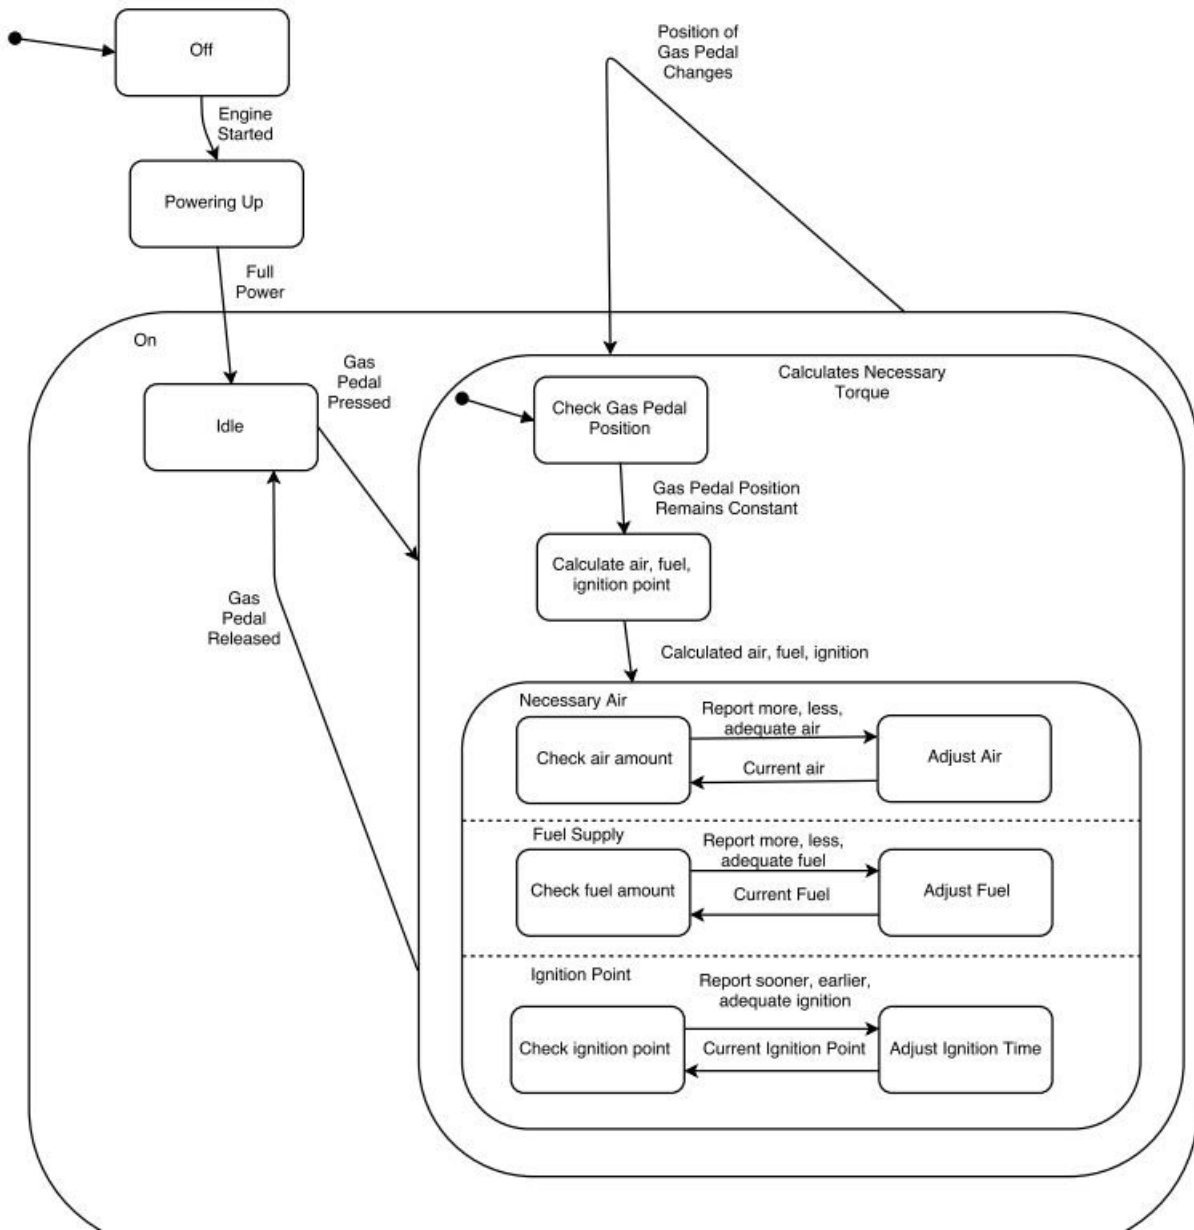 Off
Engine
Started
Powering Up
Full
Power
Position of
Gas Pedal
Changes
On
Idle
Gas
Pedal
Pressed
Gas
Pedal
Released
Calculates Necessary
Torque
Check Gas Pedal
Position
Gas Pedal Position
Remains Constant
Calculate air, fuel,
ignition point
Calculated air, fuel, ignition
Necessary Air
Check air amount
Report more, less,
adequate air
Current air
Adjust Air
Fuel Supply
Check fuel amount
Report more, less,
adequate fuel
Current Fuel
Adjust Fuel
Ignition Point
Check ignition point
Report sooner, earlier,
adequate ignition
Current Ignition Point
Adjust Ignition Time